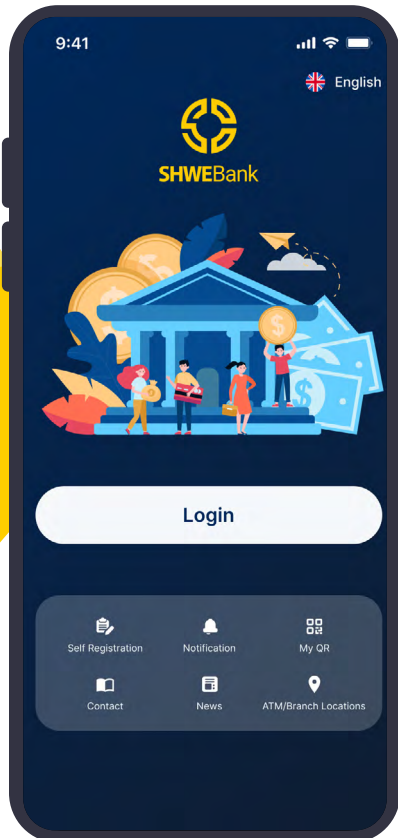 9:41
English
SHWEBank
$
$
$
Login
Self Registration Notification My QR
Contact News ATM/Branch Locations